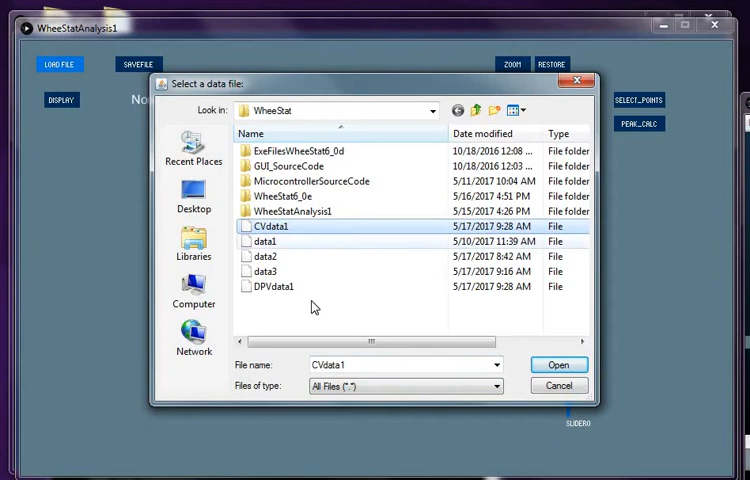 WheeStatAnalysis1
LOAD FILE
SAVEFILE
ZOOM
RESTORE
DISPLAY
No
SELECT_POINTS
PEAK_CALC
SLIDER0
Select a data file:
Look in:
WheeStat
Recent Places
Desktop
Libraries
Computer
Network
Name Date modified Type
ExeFilesWheeStat6_0d 10/18/2016 12:08 ... File folder
GUI_SourceCode 10/18/2016 12:03 ... File folder
MicrocontrollerSourceCode 5/11/2017 10:04 AM File folder
WheeStat6_0e 5/16/2017 4:51 PM File folder
WheeStatAnalysis1 5/15/2017 4:26 PM File folder
CVdata1 5/17/2017 9:28 AM File
data1 5/10/2017 11:39 AM File
data2 5/17/2017 8:42 AM File
data3 5/17/2017 9:16 AM File
DPVdata1 5/17/2017 9:28 AM File
File name: CVdata1 Open
Files of type: All Files (*.*) Cancel